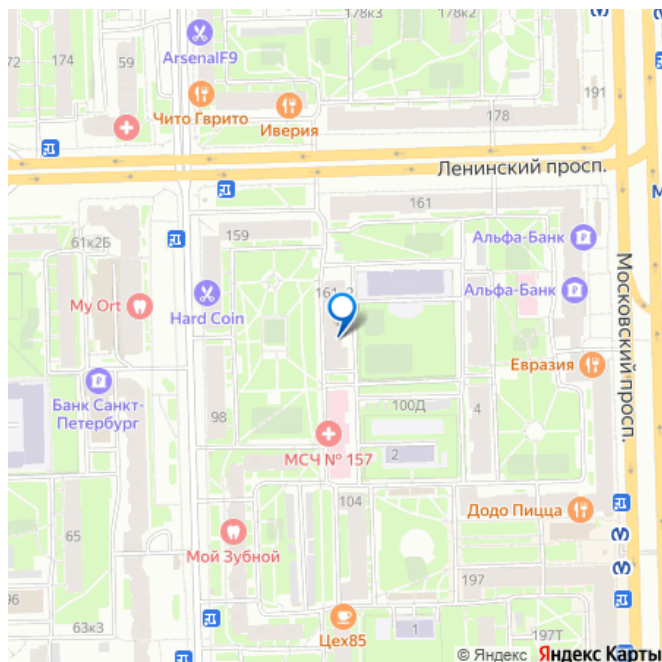 178к3
178к2
172
174
59
ArsenalF9
191
Чито Гврито
Иверия
178
Ленинский просп.
161
159
61к2Б
Альфа-Банк
My Ort
Hard Coin
Альфа-Банк
Московский просп.
Евразия
Банк Санкт-
Петербург
98
100Д
4
МСЧ № 157
2
104
Додо Пицца
65
Мой Зубной
197
96
63к3
Цех85
1
197Т
© Яндекс Яндекс Карты